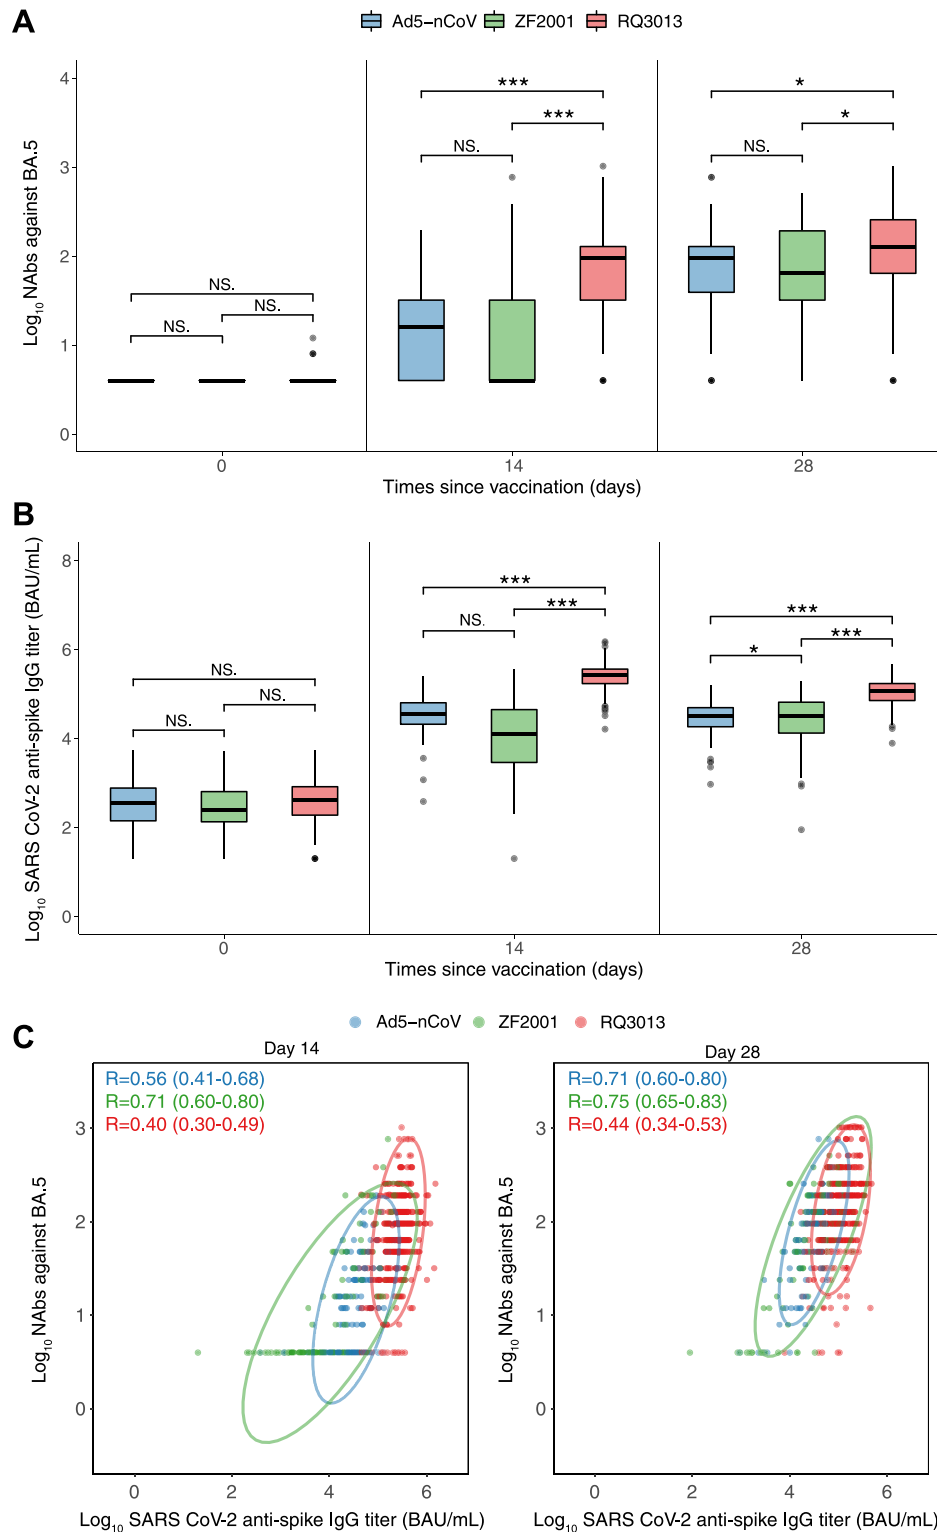 A
Ad5−nCoV ZF2001 RQ3013
Log10 NAbs against BA.5
4
3
2
1
0
NS.
NS.
NS.
***
***
NS.
*
*
NS.
0 14 28
Times since vaccination (days)
B
Log10 SARS CoV-2 anti-spike IgG titer (BAU/mL)
8
6
4
2
0
NS.
NS.
NS.
***
***
NS.
***
***
*
0 14 28
Times since vaccination (days)
C
Ad5−nCoV ZF2001 RQ3013
Day 14
R=0.56 (0.41-0.68)
R=0.71 (0.60-0.80)
R=0.40 (0.30-0.49)
Log10 NAbs against BA.5
3
2
1
0
0 2 4 6
Log10 SARS CoV-2 anti-spike IgG titer (BAU/mL)
Day 28
R=0.71 (0.60-0.80)
R=0.75 (0.65-0.83)
R=0.44 (0.34-0.53)
Log10 NAbs against BA.5
3
2
1
0
0 2 4 6
Log10 SARS CoV-2 anti-spike IgG titer (BAU/mL)